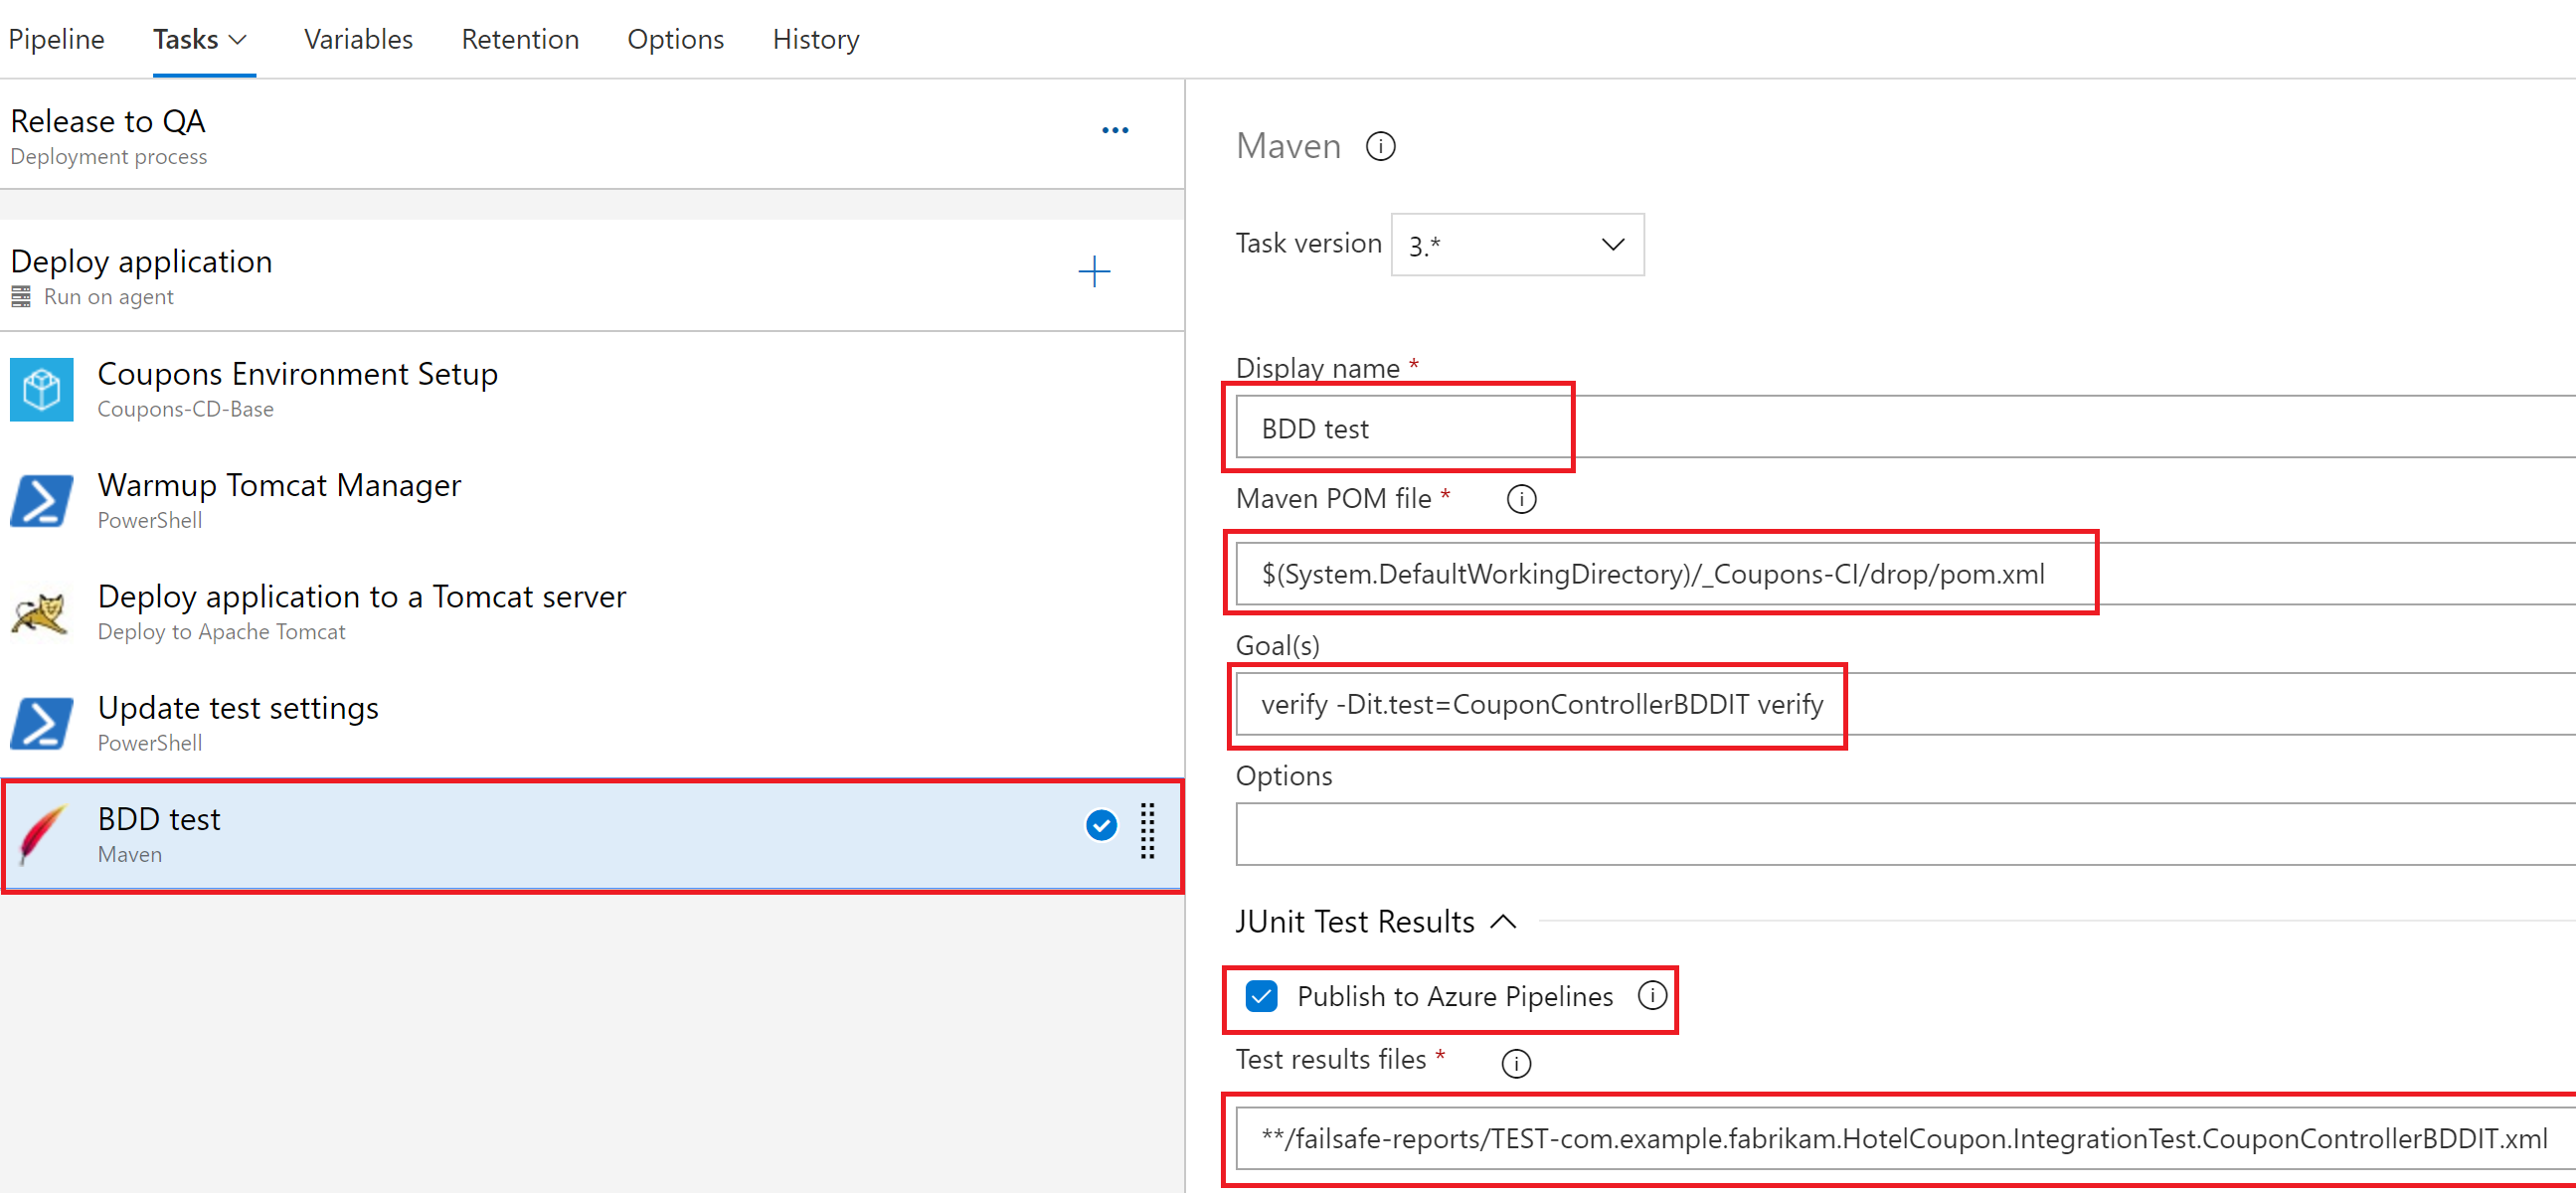 Pipeline Tasks Variables Retention Options History
Release to QA
Deployment process
Deploy application
Run on agent
Coupons Environment Setup
Coupons-CD-Base
Warmup Tomcat Manager
PowerShell
Deploy application to a Tomcat server
Deploy to Apache Tomcat
Update test settings
PowerShell
BDD test
Maven
Maven
Task version 3.*
Display name *
BDD test
Maven POM file *
$(System.DefaultWorkingDirectory)/_Coupons-CI/drop/pom.xml
Goal(s)
verify -Dit.test=CouponControllerBDDIT verify
Options
JUnit Test Results
Publish to Azure Pipelines
Test results files *
**/failsafe-reports/TEST-com.example.fabrikam.HotelCoupon.IntegrationTest.CouponControllerBDDIT.xml